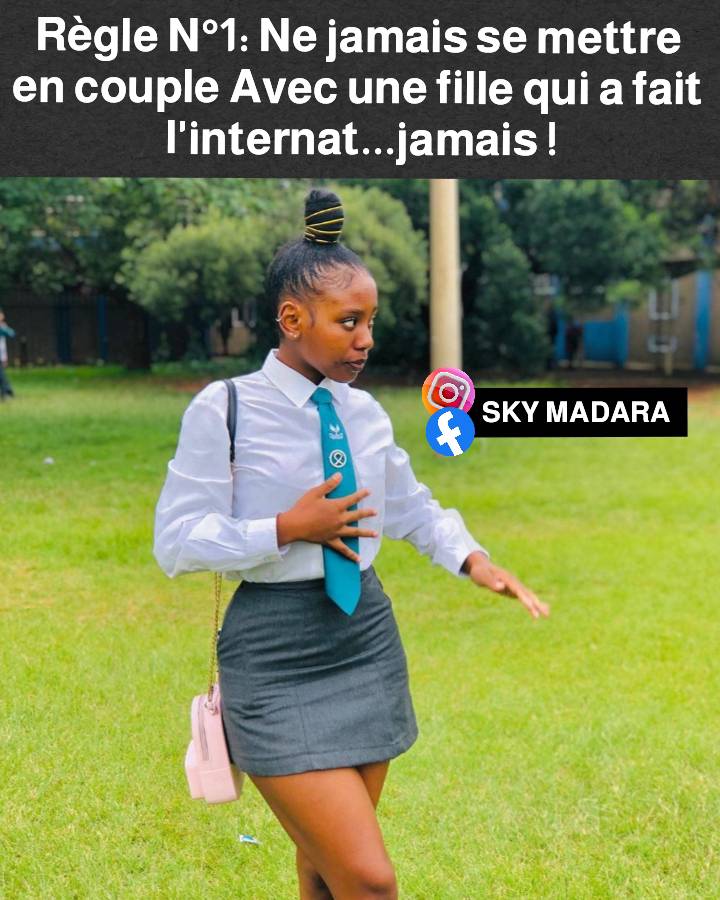 Règle N°1: Ne jamais se mettre
en couple Avec une fille qui a fait
l'internat...jamais !
SKY MADARA